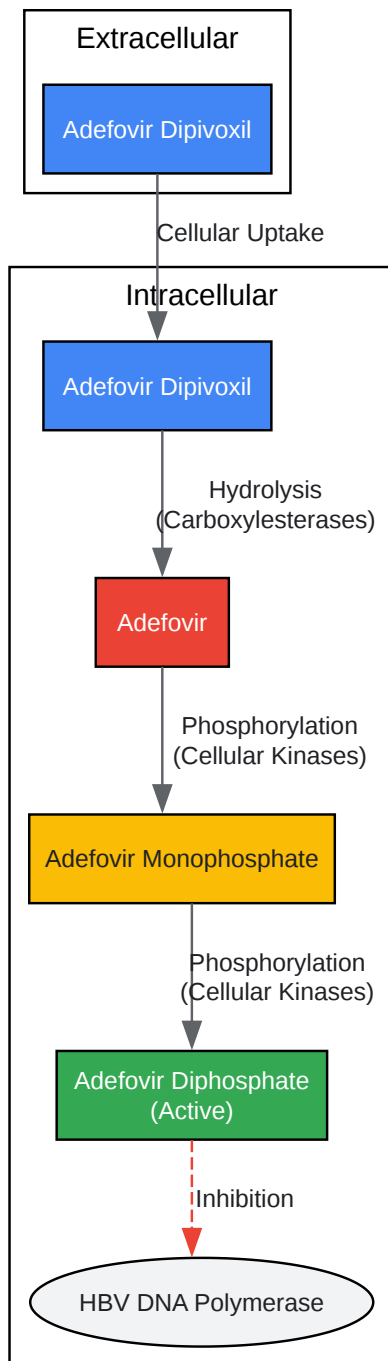 Extracellular
Adefovir Dipivoxil
Cellular Uptake
Intracellular
Adefovir Dipivoxil
Hydrolysis
(Carboxylesterases)
Adefovir
Phosphorylation
(Cellular Kinases)
Adefovir Monophosphate
Phosphorylation
(Cellular Kinases)
Adefovir Diphosphate
(Active)
Inhibition
HBV DNA Polymerase